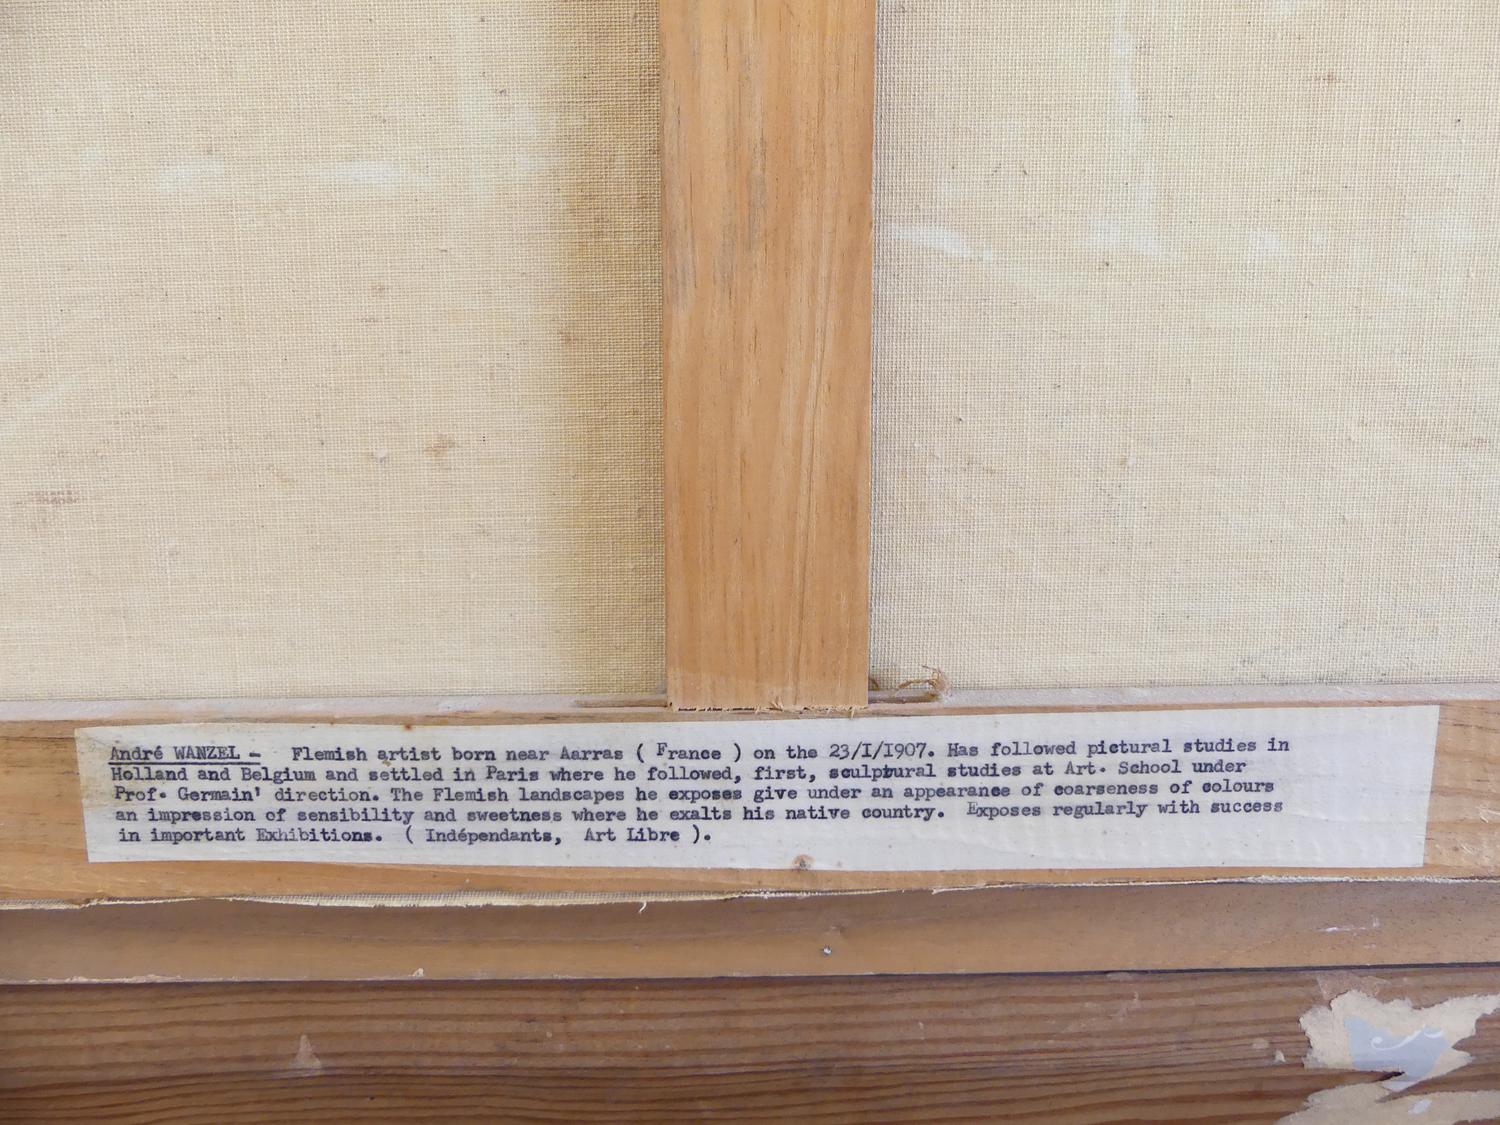 André WANZEL - Flemish artist born near Aarras ( France ) on the 23/I/1907. Has followed pictural studies in
Holland and Belgium and settled in Paris where he followed, first, sculptural studies at Art. School under
Prof. Germain' direction. The Flemish landscapes he exposes give under an appearance of coarseness of colours
an impression of sensibility and sweetness where he exalts his native country. Exposes regularly with success
in important Exhibitions. ( Indépendants, Art Libre ).